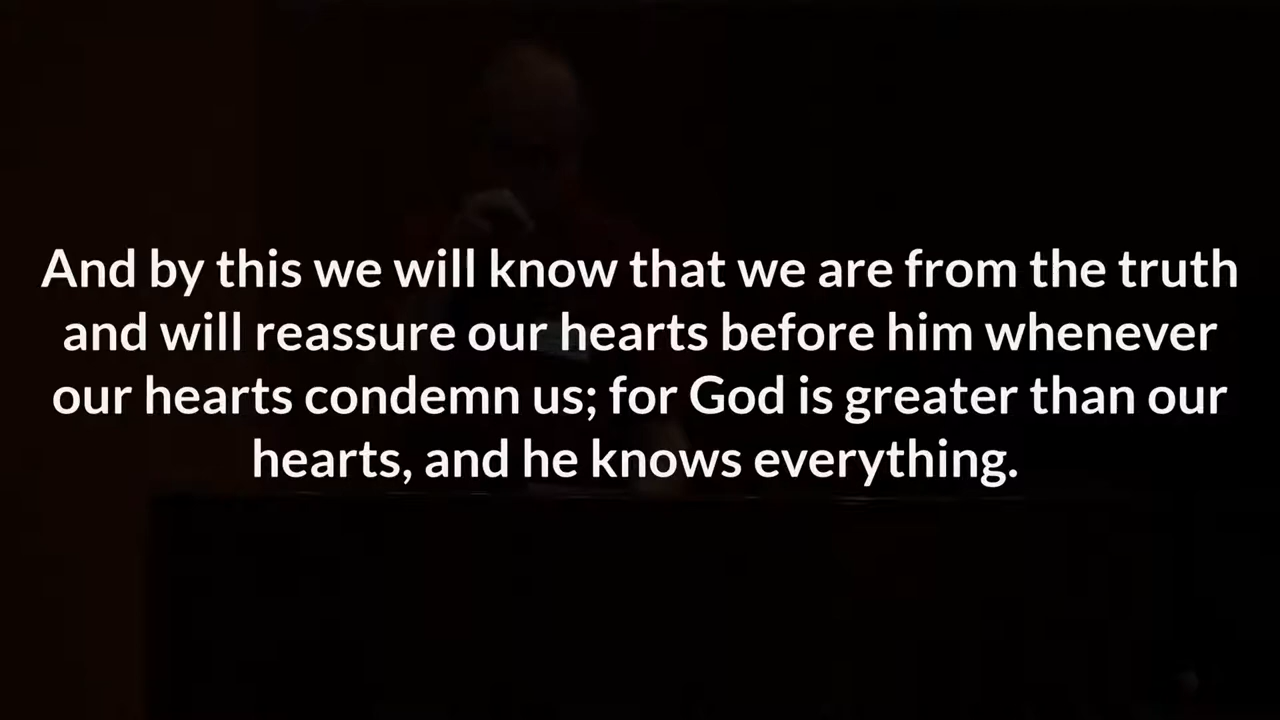 And by this we will know that we are from the truth
and will reassure our hearts before him whenever
our hearts condemn us; for God is greater than our
hearts, and he knows everything.